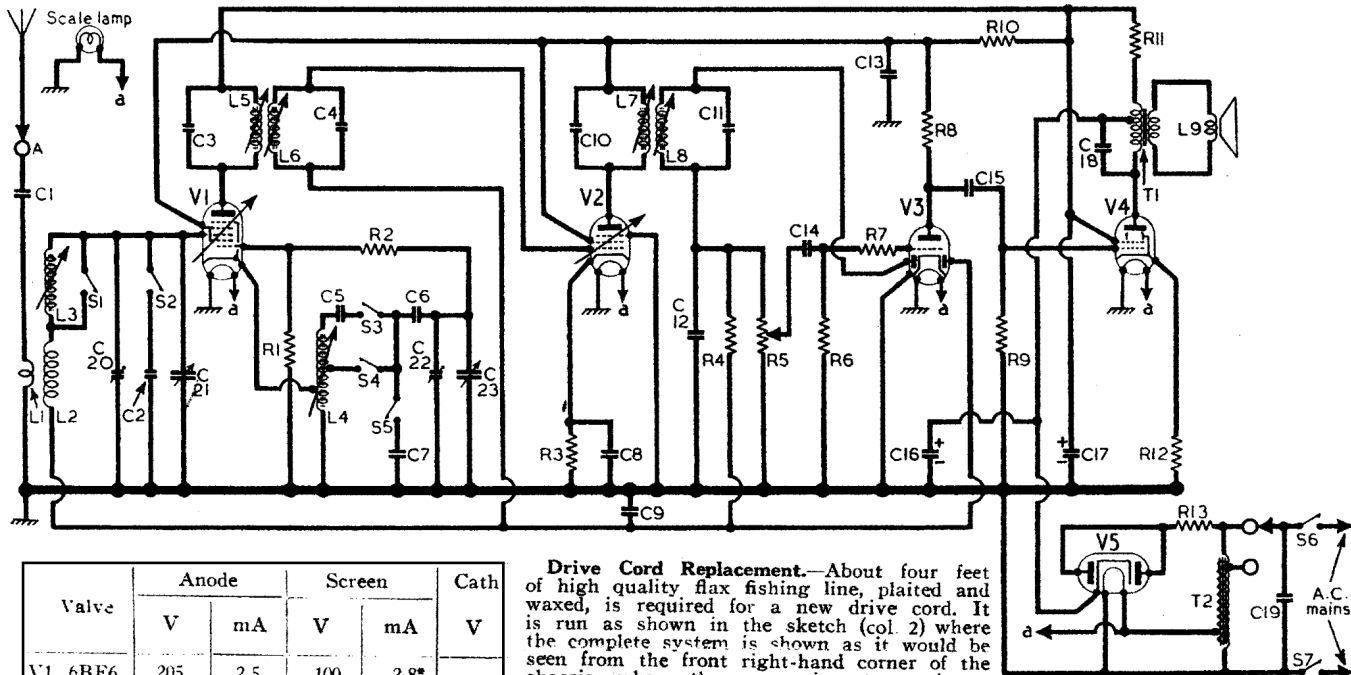 Scale lamp
a
A
C1
L1
L2
L3
S1
C
20
C2
S2
C
21
C3
L5
L6
C4
V1
a
R1
R2
C5
S3
C6
S4
S5
L4
C7
C
22
C
23
L7
L8
C10
C11
V2
a
R3
C8
C9
C
12
R4
R5
C14
R6
R7
C13
R8
V3
a
C15
R9
R10
R11
C
18
T1
L9
V4
a
C16
+
-
C17
+
-
R12
V5
R13
T2
a
C19
S6
A.C.
mains
S7
Valve
Anode
Screen
Cath
V
mA
V
mA
V
V1 6BE6
205
2.5
100
2.8*
Drive Cord Replacement.—About four feet
of high quality flax fishing line, plaited and
waxed, is required for a new drive cord. It
is run as shown in the sketch (col. 2) where
the complete system is shown as it would be
seen from the front right-hand corner of the